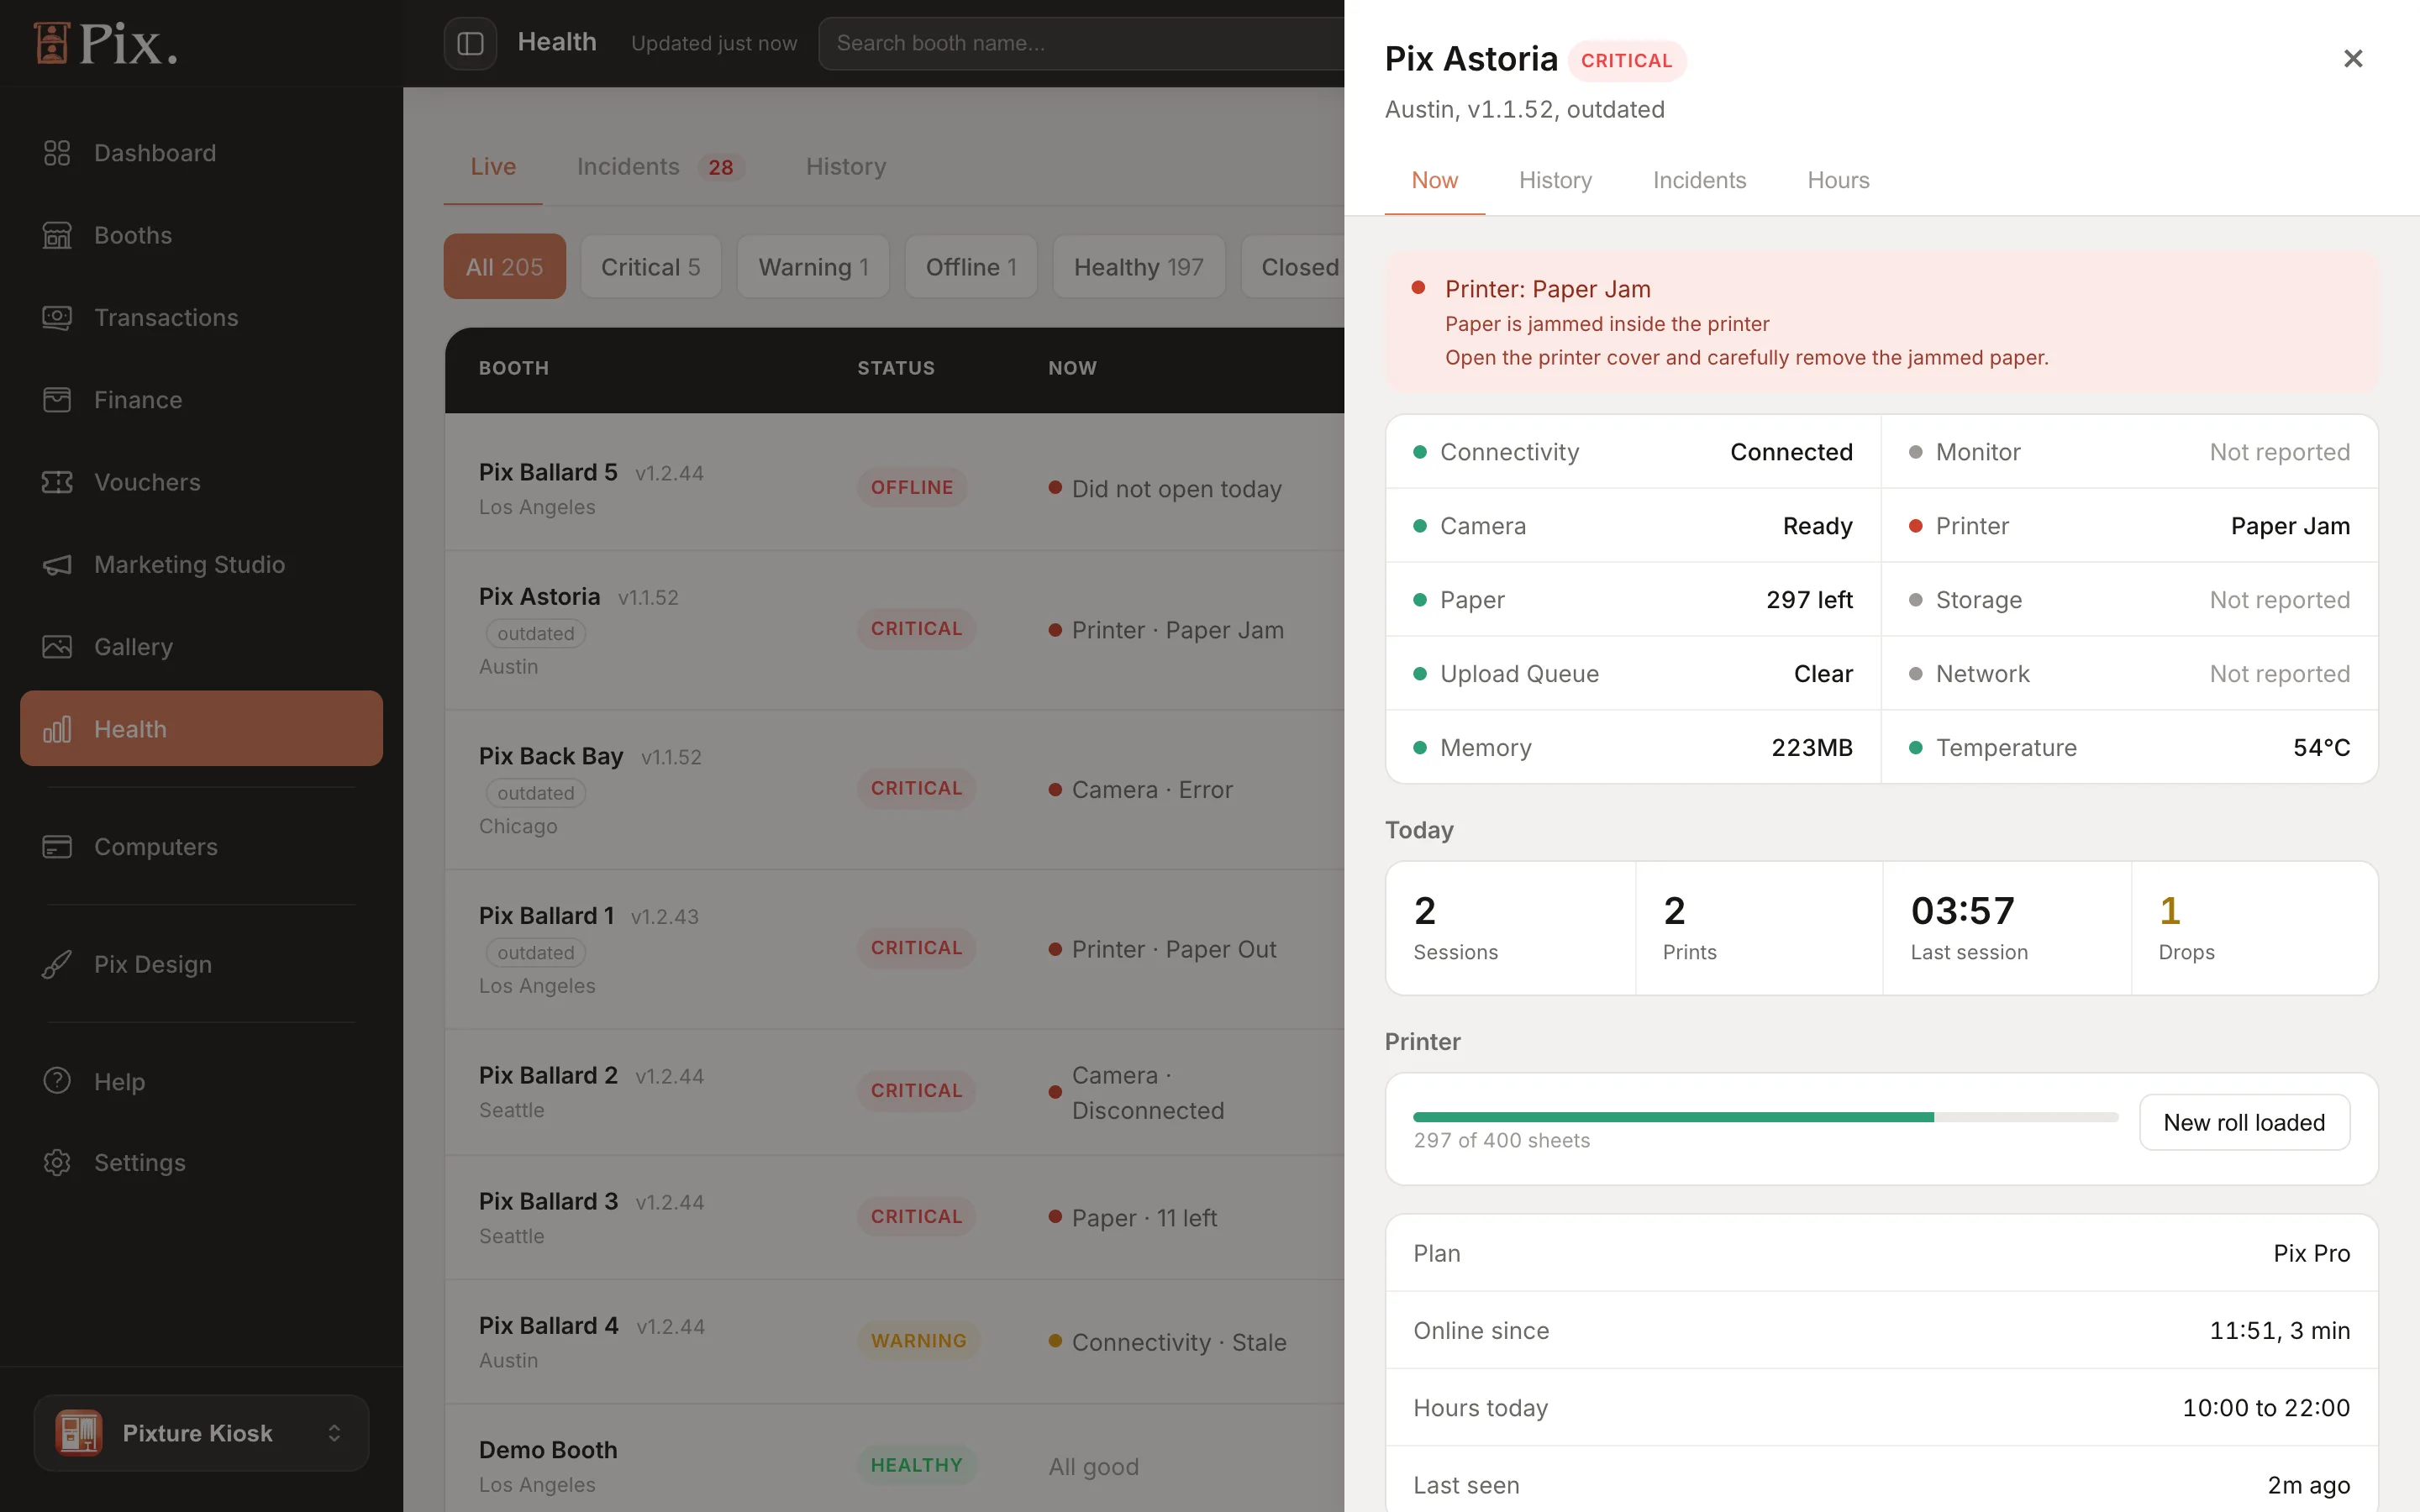 Pix.
Dashboard
Booths
Transactions
Finance
Vouchers
Marketing Studio
Gallery
Health
Computers
Pix Design
Help
Settings
Pixture Kiosk
Health
Updated just now
Search booth name...
Live
Incidents 28
History
All 205
Critical 5
Warning 1
Offline 1
Healthy 197
Closed
BOOTH STATUS NOW
Pix Ballard 5 v1.2.44
Los Angeles
OFFLINE
Did not open today
Pix Astoria v1.1.52
outdated
Austin
CRITICAL
Printer · Paper Jam
Pix Back Bay v1.1.52
outdated
Chicago
CRITICAL
Camera · Error
Pix Ballard 1 v1.2.43
outdated
Los Angeles
CRITICAL
Printer · Paper Out
Pix Ballard 2 v1.2.44
Seattle
CRITICAL
Camera ·
Disconnected
Pix Ballard 3 v1.2.44
Seattle
CRITICAL
Paper · 11 left
Pix Ballard 4 v1.2.44
Austin
WARNING
Connectivity · Stale
Demo Booth
Los Angeles
HEALTHY
All good
Pix Astoria CRITICAL
Austin, v1.1.52, outdated
Now History Incidents Hours
Printer: Paper Jam
Paper is jammed inside the printer
Open the printer cover and carefully remove the jammed paper.
Connectivity Connected
Monitor Not reported
Camera Ready
Printer Paper Jam
Paper 297 left
Storage Not reported
Upload Queue Clear
Network Not reported
Memory 223MB
Temperature 54°C
Today
2
Sessions
2
Prints
03:57
Last session
1
Drops
Printer
297 of 400 sheets
New roll loaded
Plan Pix Pro
Online since 11:51, 3 min
Hours today 10:00 to 22:00
Last seen 2m ago